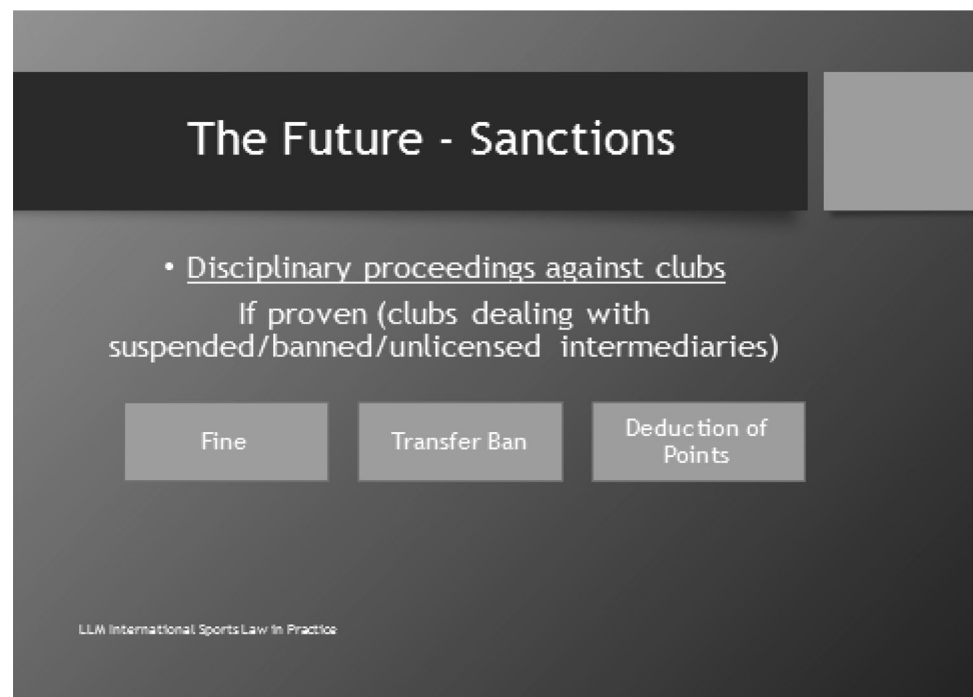 The Future - Sanctions
• Disciplinary proceedings against clubs
If proven (clubs dealing with
suspended/banned/unlicensed intermediaries)
Fine
Transfer Ban
Deduction of
Points
LLM International Sports Law in Practice